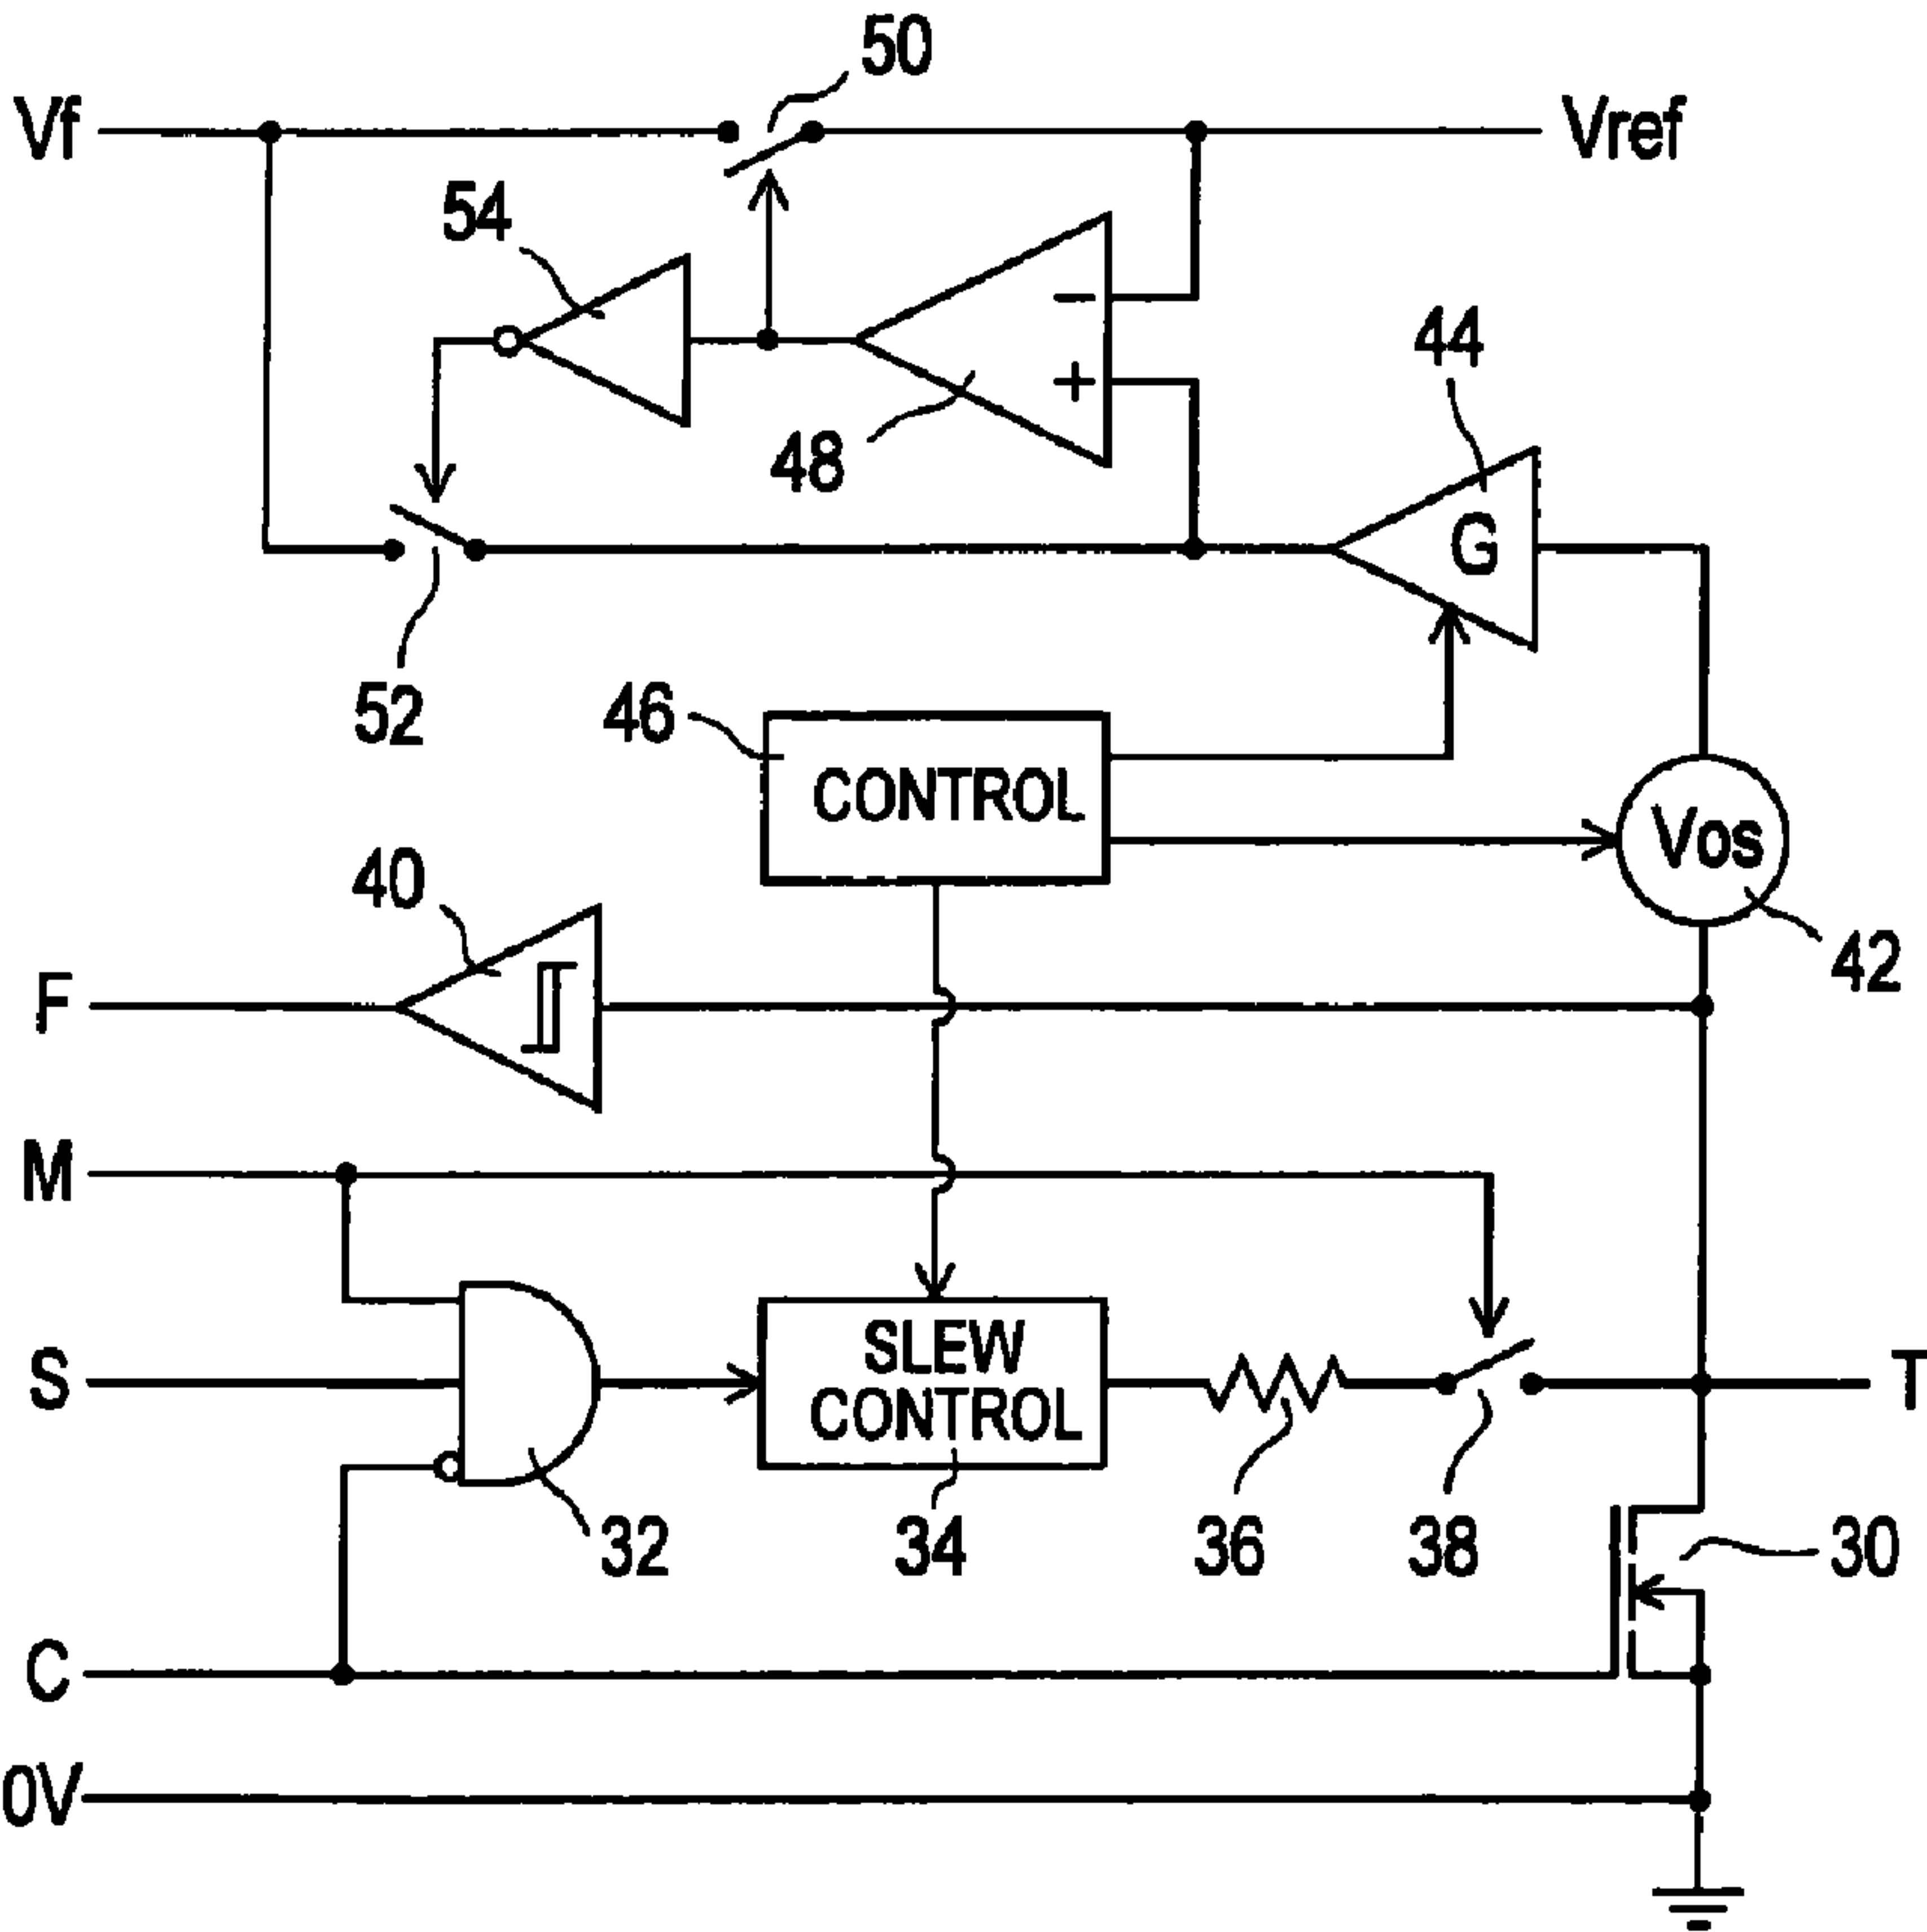 50
Vf
Vref
54
44
−
+
48
G
52
46
CONTROL
Vos
40
42
F
M
S
SLEW
CONTROL
T
32
34
36
38
30
C
0V